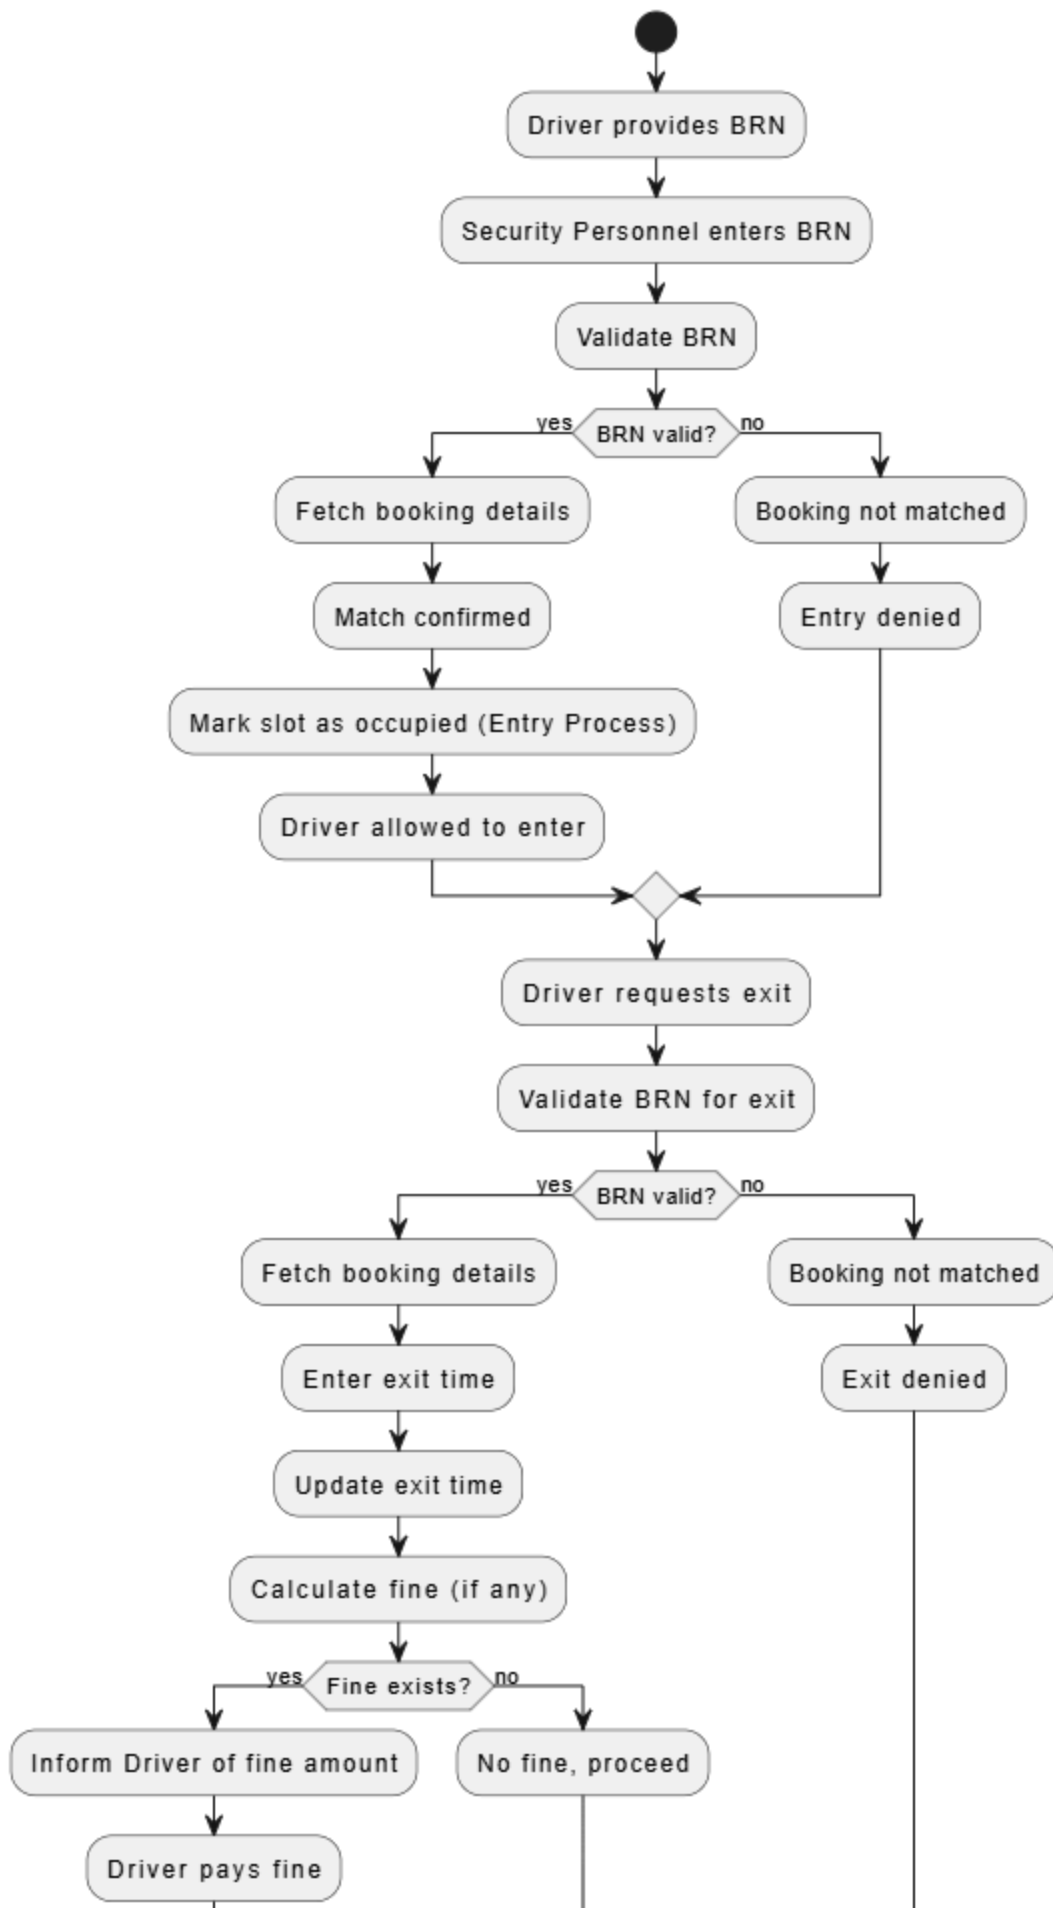 Driver provides BRN
Security Personnel enters BRN
Validate BRN
yes
BRN valid?
no
Fetch booking details
Booking not matched
Match confirmed
Entry denied
Mark slot as occupied (Entry Process)
Driver allowed to enter
Driver requests exit
Validate BRN for exit
yes
BRN valid?
no
Fetch booking details
Booking not matched
Enter exit time
Exit denied
Update exit time
Calculate fine (if any)
yes
Fine exists?
no
Inform Driver of fine amount
No fine, proceed
Driver pays fine